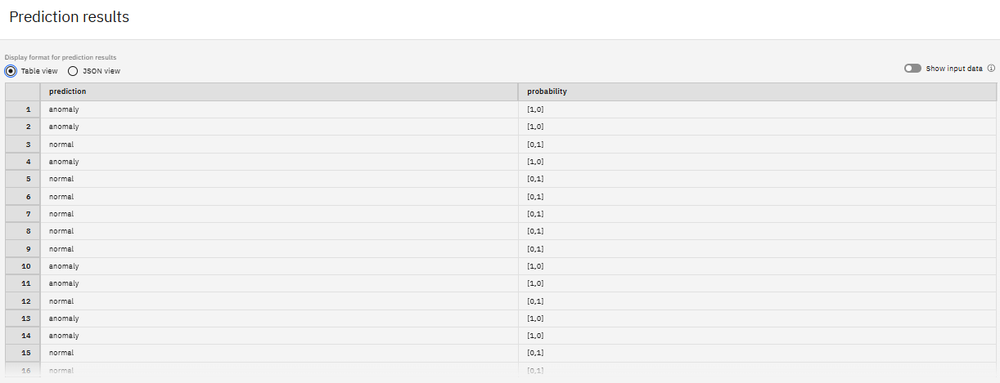 Prediction results
Display format for prediction results
Table view JSON view Show input data
prediction probability
1 anomaly [1,0]
2 anomaly [1,0]
3 normal [0,1]
4 anomaly [1,0]
5 normal [0,1]
6 normal [0,1]
7 normal [0,1]
8 normal [0,1]
9 normal [0,1]
10 anomaly [1,0]
11 anomaly [1,0]
12 normal [0,1]
13 anomaly [1,0]
14 anomaly [1,0]
15 normal [0,1]
16 normal [0,1]